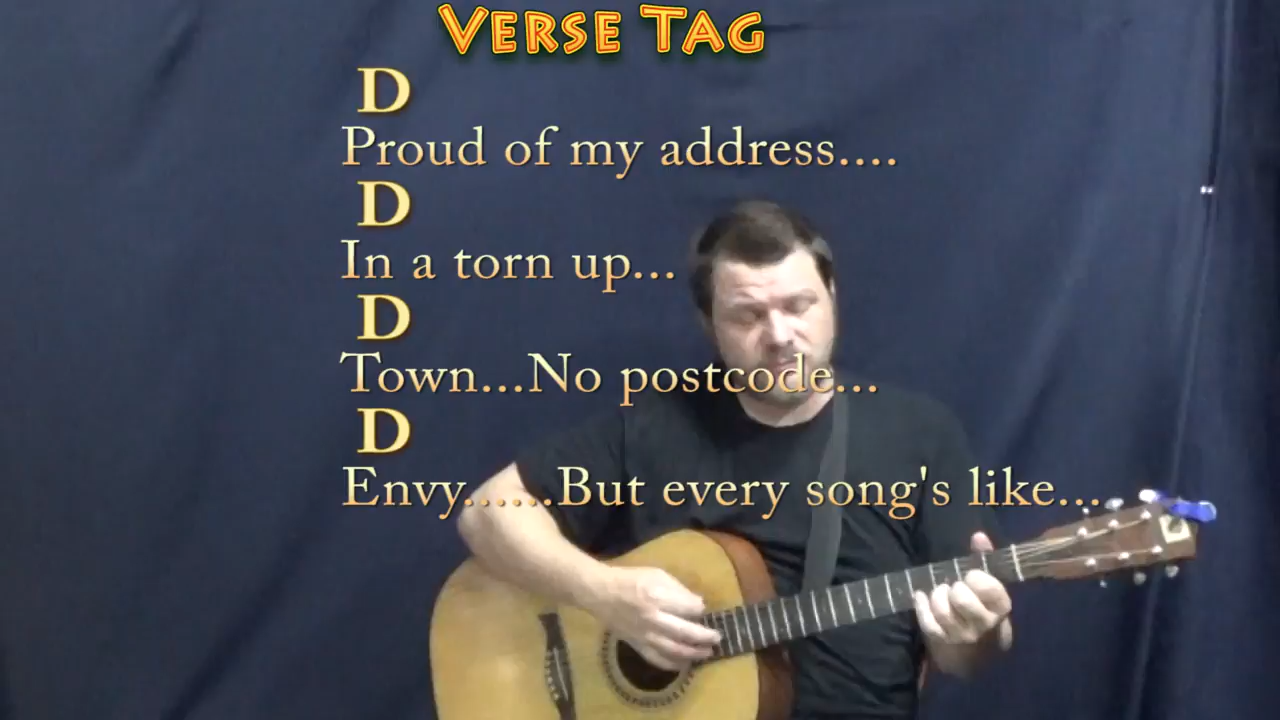 VERSE TAG
D
Proud of my address....
D
In a torn up...
D
Town...No postcode...
D
Envy......But every song's like...